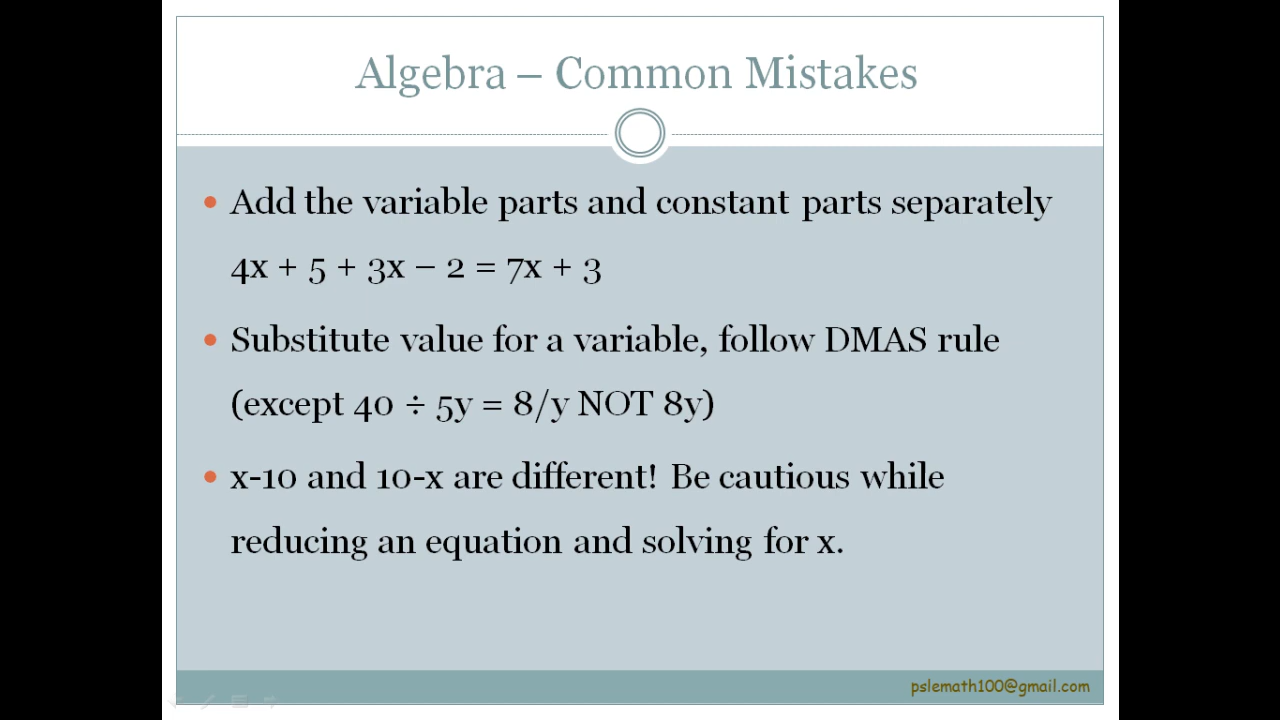 Algebra – Common Mistakes
• Add the variable parts and constant parts separately
4x + 5 + 3x – 2 = 7x + 3
• Substitute value for a variable, follow DMAS rule
(except 40 ÷ 5y = 8/y NOT 8y)
• x-10 and 10-x are different! Be cautious while
reducing an equation and solving for x.
pslemath100@gmail.com